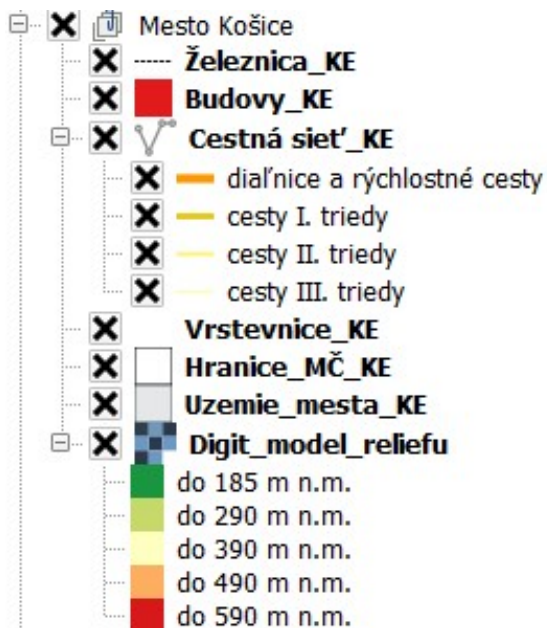 Mesto Košice
Železnica_KE
Budovy_KE
Cestná sieť_KE
diaľnice a rýchlostné cesty
cesty I. triedy
cesty II. triedy
cesty III. triedy
Vrstevnice_KE
Hranice_MČ_KE
Uzemie_mesta_KE
Digit_model_reliefu
do 185 m n.m.
do 290 m n.m.
do 390 m n.m.
do 490 m n.m.
do 590 m n.m.